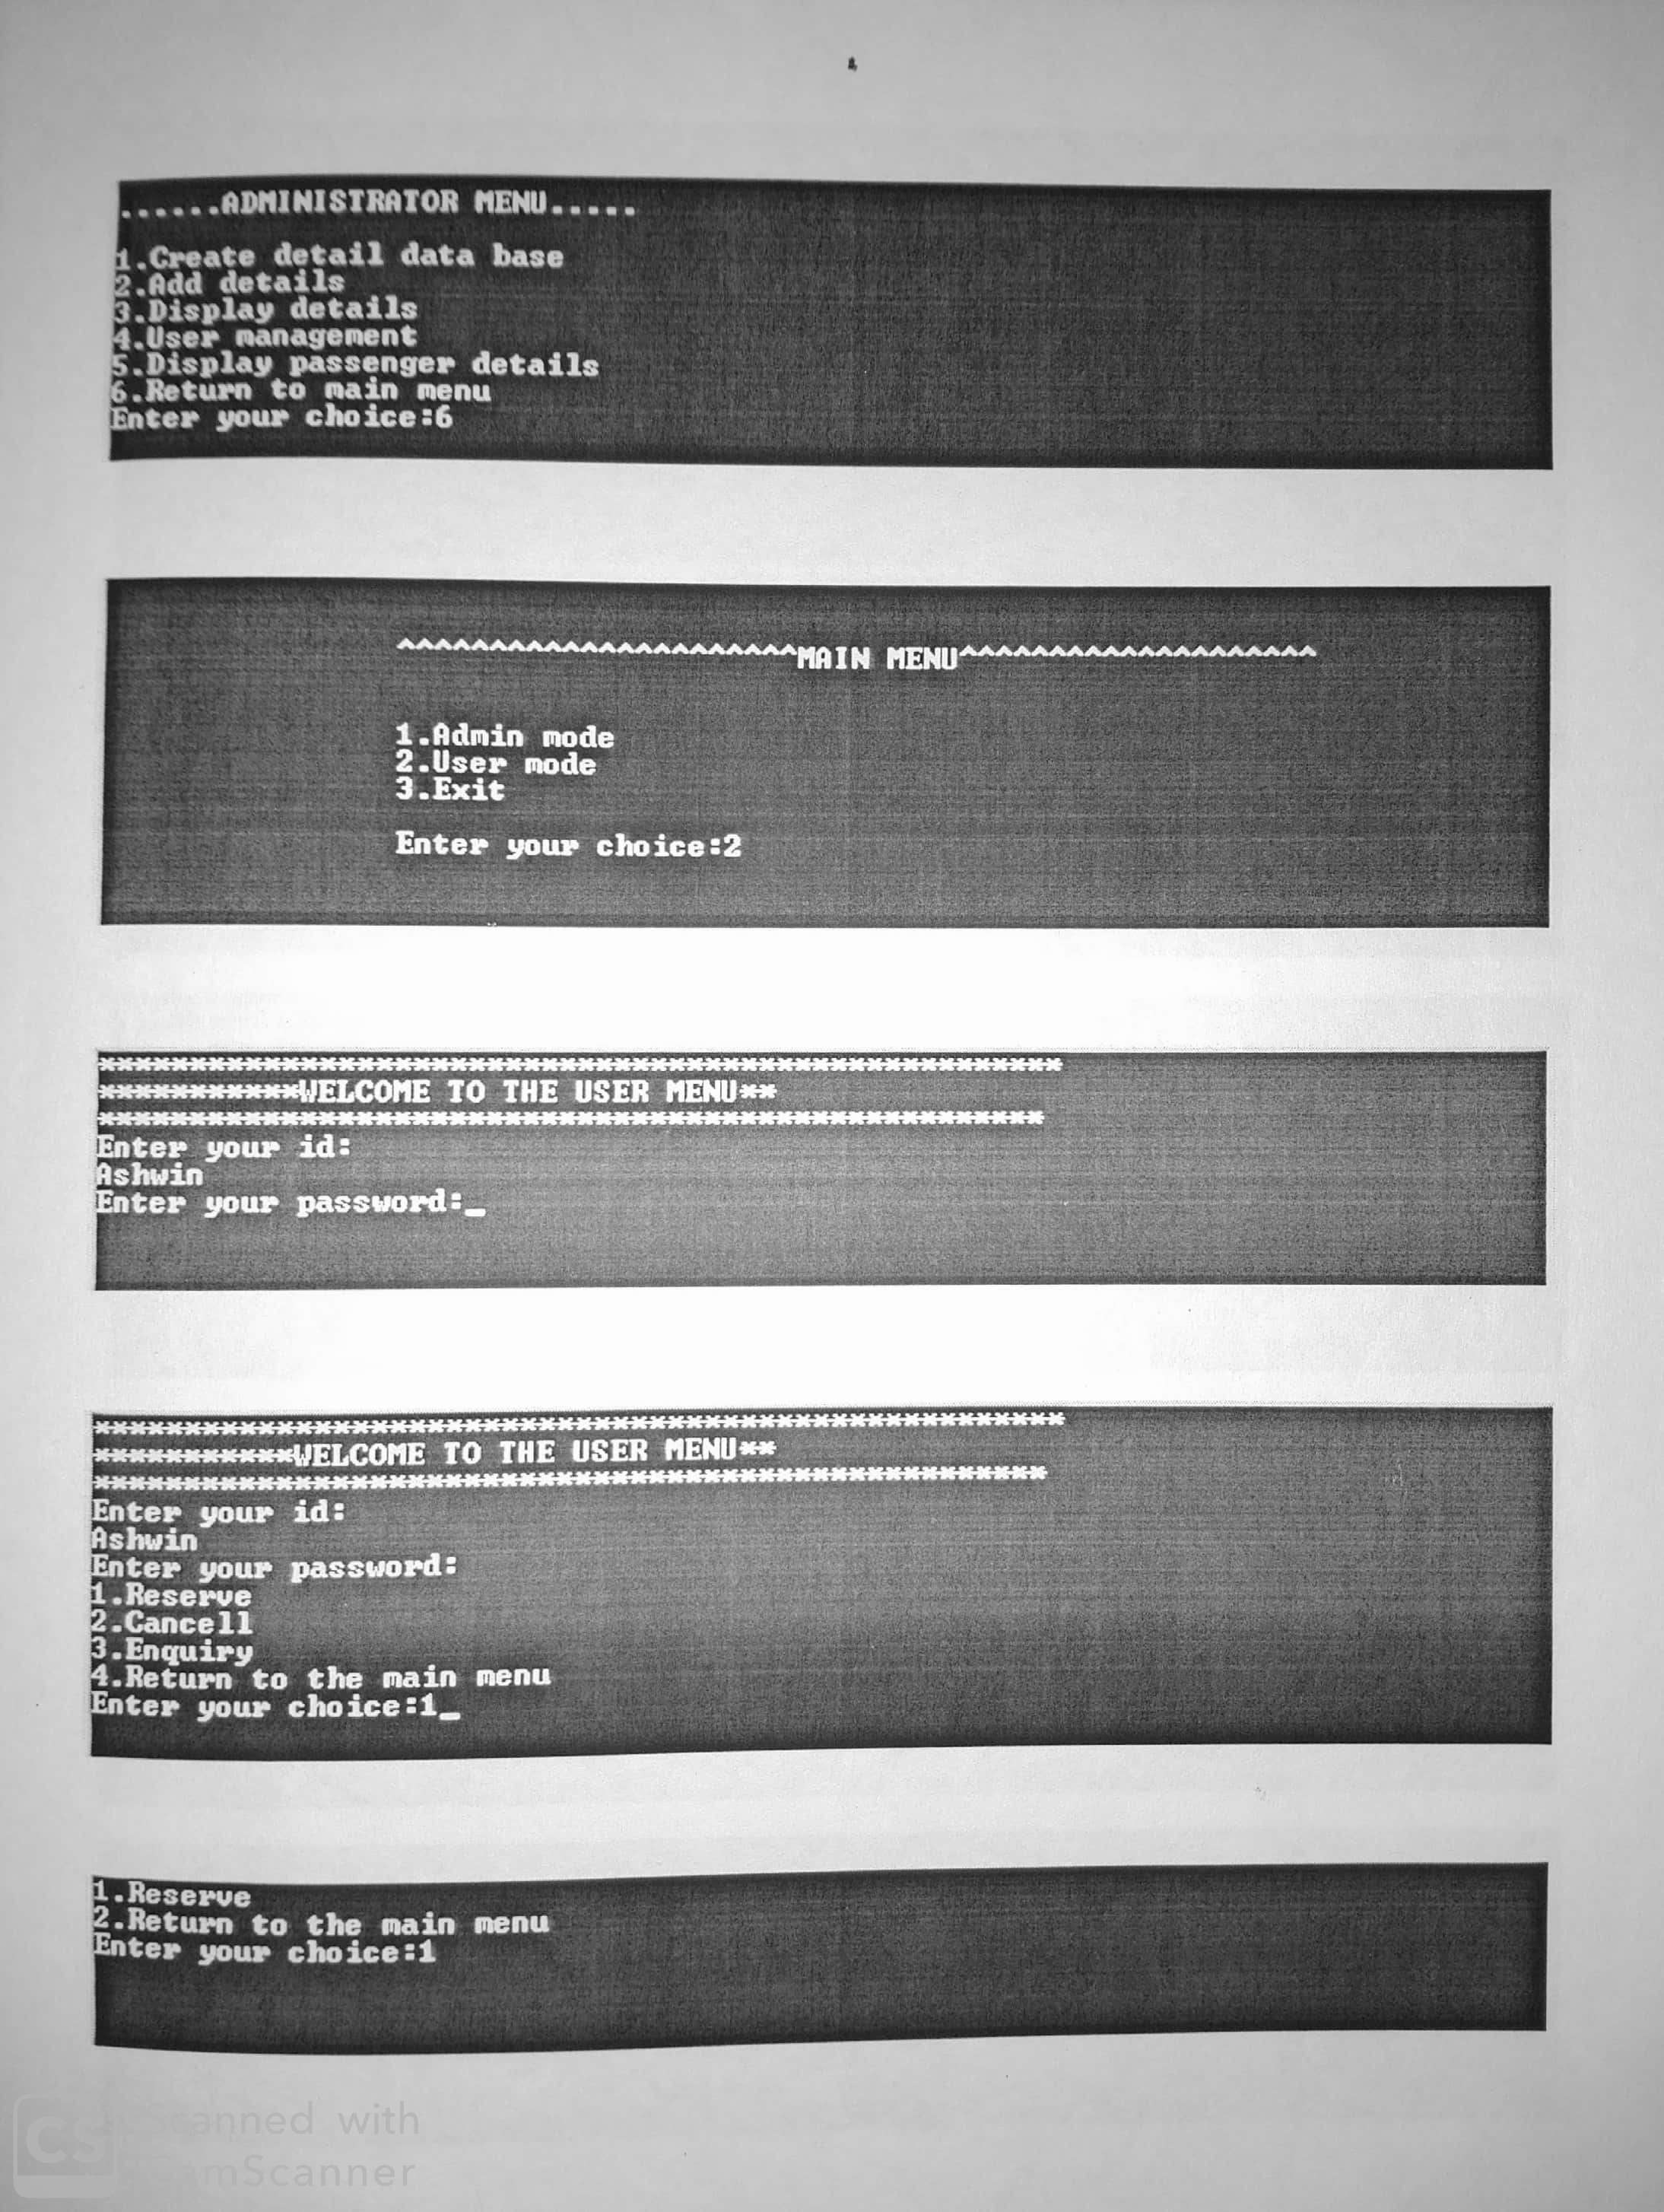 ......ADMINISTRATOR MENU.....
1.Create detail data base
2.Add details
3.Display details
4.User management
5.Display passenger details
6.Return to main menu
Enter your choice:6
^^^^^^^^^^^^^^^^^^^^^^MAIN MENU^^^^^^^^^^^^^^^^^^^^
1.Admin mode
2.User mode
3.Exit
Enter your choice:2
*****************************************************
***********WELCOME TO THE USER MENU**
****************************************************
Enter your id:
Ashwin
Enter your password:_
*****************************************************
***********WELCOME TO THE USER MENU**
****************************************************
Enter your id:
Ashwin
Enter your password:
1.Reserve
2.Cancell
3.Enquiry
4.Return to the main menu
Enter your choice:1_
1.Reserve
2.Return to the main menu
Enter your choice:1
CS
Scanned with
CamScanner